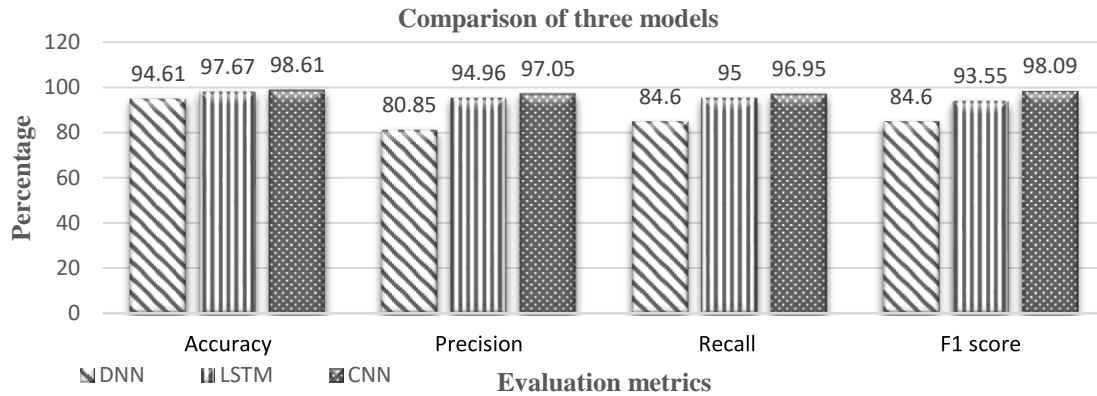 Comparison of three models
120
100
80
60
40
20
0
Percentage
94.61 97.67 98.61
80.85 94.96 97.05
84.6 95 96.95
84.6 93.55 98.09
Accuracy Precision Recall F1 score
DNN LSTM CNN
Evaluation metrics